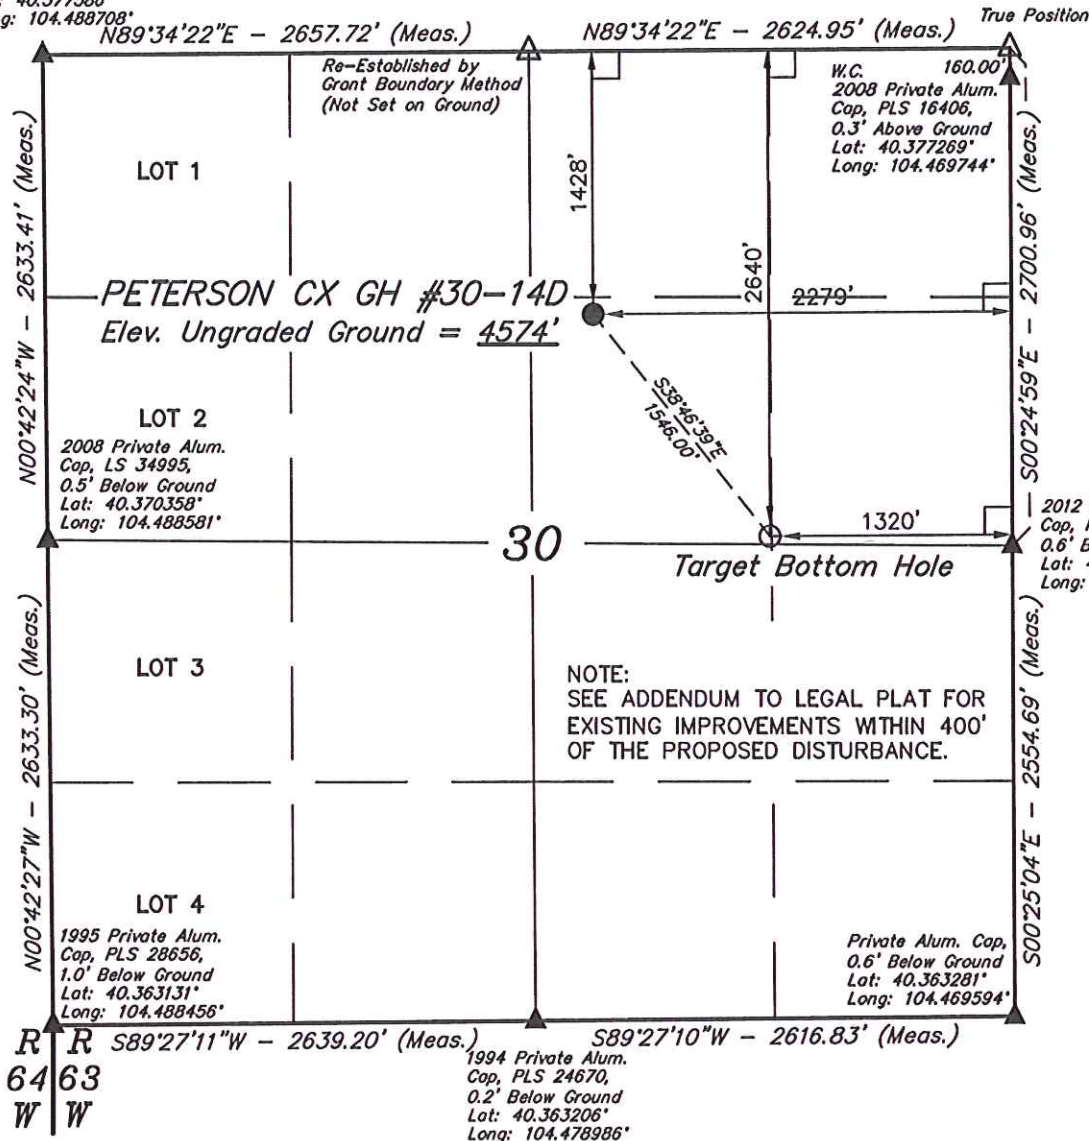 40.377586°
Long: 104.488708°
N89°34'22"E - 2657.72' (Meas.)
N89°34'22"E - 2624.95' (Meas.)
True Position
Re-Established by
Grant Boundary Method
(Not Set on Ground)
W.C.
160.00'
2008 Private Alum.
Cap, PLS 16406,
0.3' Above Ground
Lat: 40.377269°
Long: 104.469744°
LOT 1
N00°42'24"W - 2633.41' (Meas.)
1428'
2640'
S00°24'59"E - 2700.96' (Meas.)
PETERSON CX GH #30-14D
2279'
Elev. Ungraded Ground = 4574'
S38°46'39"E
1546.00'
LOT 2
2008 Private Alum.
Cap, LS 34995,
0.5' Below Ground
Lat: 40.370358°
Long: 104.488581°
30
1320'
Target Bottom Hole
2012
Cap,
0.6'
Lat:
Long:
LOT 3
N00°42'27"W - 2633.30' (Meas.)
NOTE:
SEE ADDENDUM TO LEGAL PLAT FOR
EXISTING IMPROVEMENTS WITHIN 400'
OF THE PROPOSED DISTURBANCE.
S00°25'04"E - 2554.69' (Meas.)
LOT 4
1995 Private Alum.
Cap, PLS 28656,
1.0' Below Ground
Lat: 40.363131°
Long: 104.488456°
Private Alum. Cap,
0.6' Below Ground
Lat: 40.363281°
Long: 104.469594°
S89°27'11"W - 2639.20' (Meas.)
S89°27'10"W - 2616.83' (Meas.)
R R
64 63
W W
1994 Private Alum.
Cap, PLS 24670,
0.2' Below Ground
Lat: 40.363206°
Long: 104.478986°